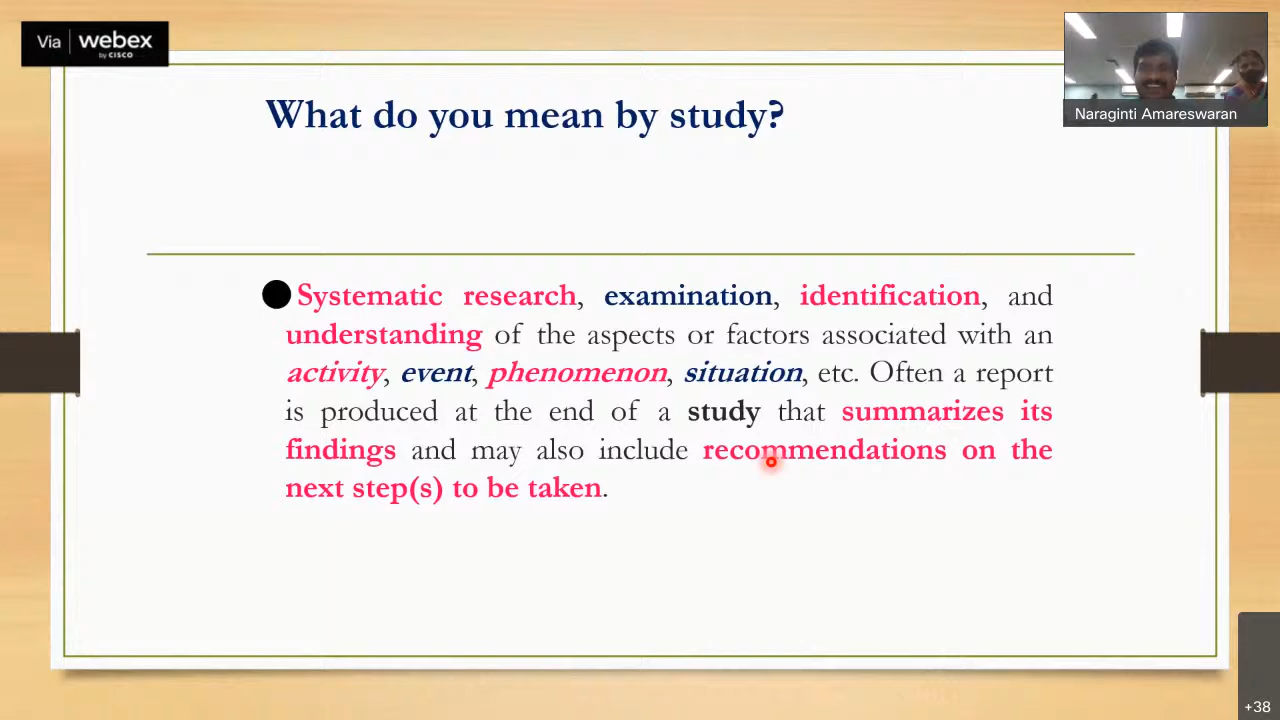 Via webex
by CISCO
Naraginti Amareswaran
What do you mean by study?
Systematic research, examination, identification, and
understanding of the aspects or factors associated with an
activity, event, phenomenon, situation, etc. Often a report
is produced at the end of a study that summarizes its
findings and may also include recommendations on the
next step(s) to be taken.
+38